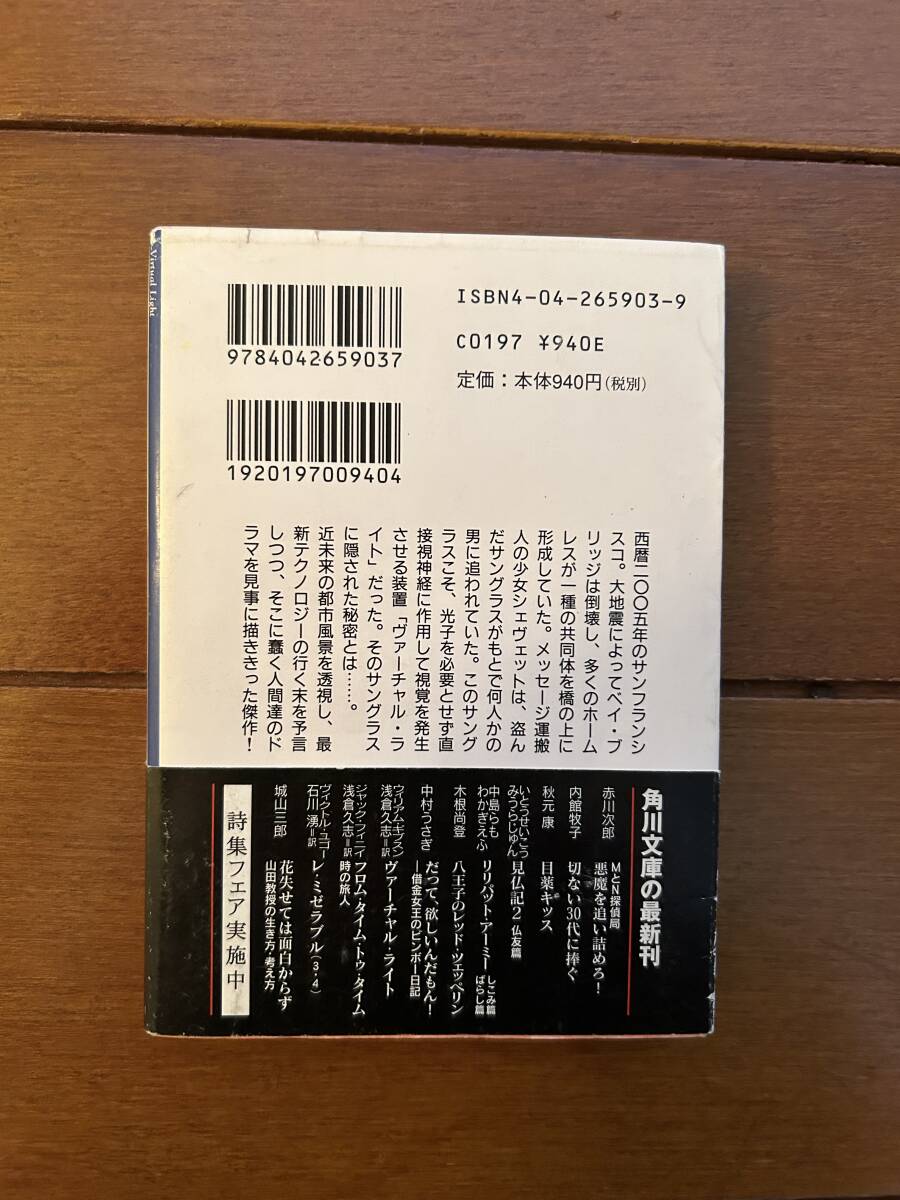 Virtual Light
ISBN4-04-265903-9
C0197 ¥940E
定価：本体940円（税別）
9784042659037
1920197009404
西暦二〇〇五年のサンフランシ
スコ。大地震によってベイ・ブ
リッジは倒壊し、多くのホーム
レスが一種の共同体を橋の上に
形成していた。メッセージ運搬
人の少女シェヴェットは、盗ん
だサングラスがもとで何人かの
男に追われていた。このサング
ラスこそ、光子を必要とせず直
接視神経に作用して視覚を発生
させる装置「ヴァーチャル・ラ
イト」だった。そのサングラス
に隠された秘密とは……。
近未来の都市風景を透視し、最
新テクノロジーの行く末を予言
しつつ、そこに蠢く人間達のド
ラマを見事に描ききった傑作！
角川文庫の最新刊
赤川次郎 MとN探偵局 悪魔を追い詰めろ！
内館牧子 切ない30代に捧ぐ
秋元 康 目薬キッス
いとうせいこう みうらじゅん 見仏記2 仏友篇
中島らも わかぎえふ リリパット・アーミー しこみ篇 ばらし篇
木根尚登 八王子のレッド・ツェッペリン
中村うさぎ だって、欲しいんだもん！ ―借金女王のビンボー日記
ウィリアム・ギブスン 浅倉久志＝訳 ヴァーチャル・ライト
ジャック・フィニイ 浅倉久志＝訳 フロム・タイム・トゥ・タイム 時の旅人
ヴィクトル・ユゴー 石川 湧＝訳 レ・ミゼラブル（3・4）
城山三郎 花失せては面白からず 山田教授の生き方・考え方
詩集フェア実施中